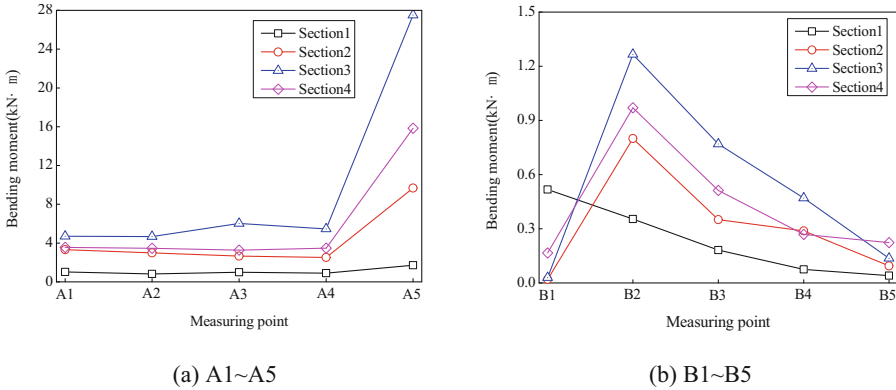 28
24
20
16
12
8
4
0
Bending moment(kN· m)
Section1
Section2
Section3
Section4
A1 A2 A3 A4 A5
Measuring point
(a) A1~A5
1.5
1.2
0.9
0.6
0.3
0.0
Bending moment(kN· m)
Section1
Section2
Section3
Section4
B1 B2 B3 B4 B5
Measuring point
(b) B1~B5